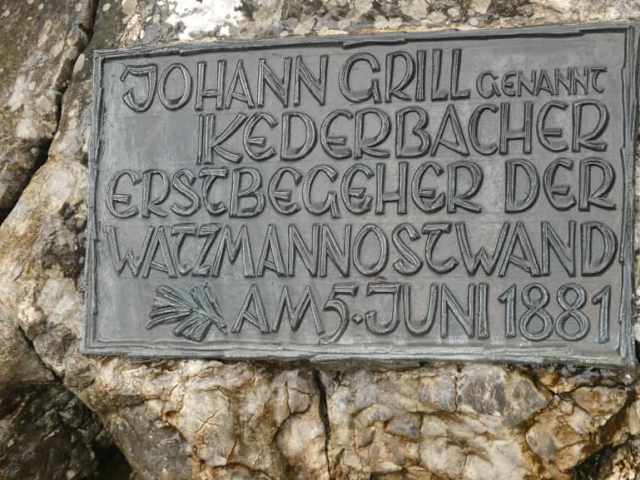 JOHANN GRILL GENANNT
KEDERBACHER
ERSTBEGEHER DER
WATZMANNOSTWAND
AM 5. JUNI 1881